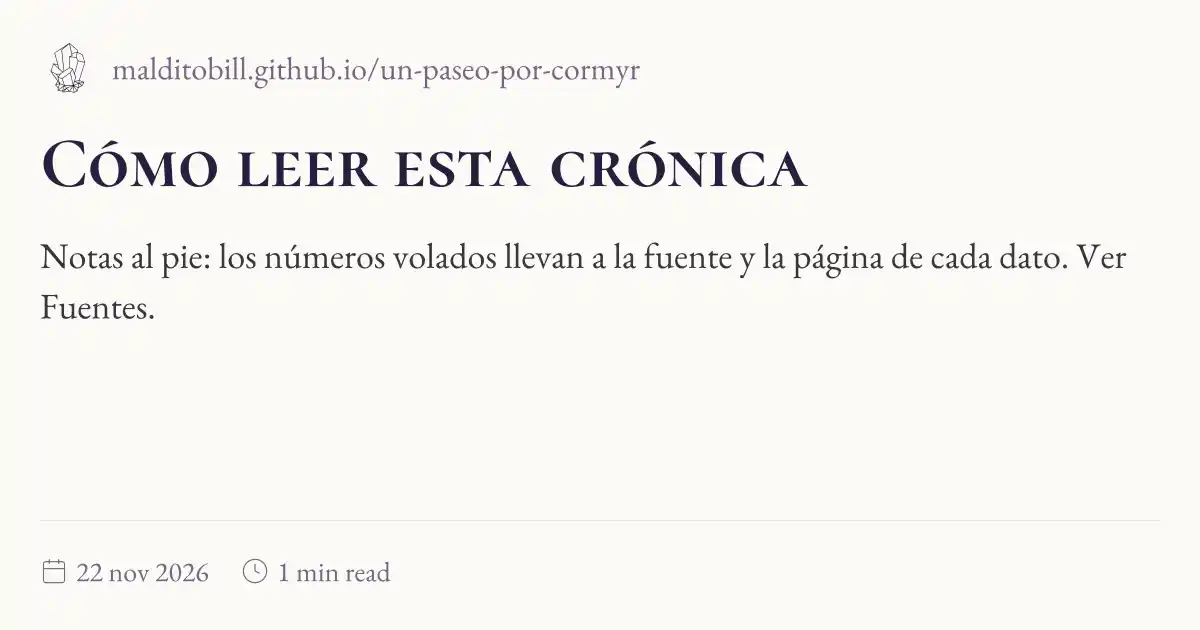 malditobill.github.io/un-paseo-por-cormyr
Cómo leer esta crónica
Notas al pie: los números volados llevan a la fuente y la página de cada dato. Ver
Fuentes.
22 nov 2026 1 min read